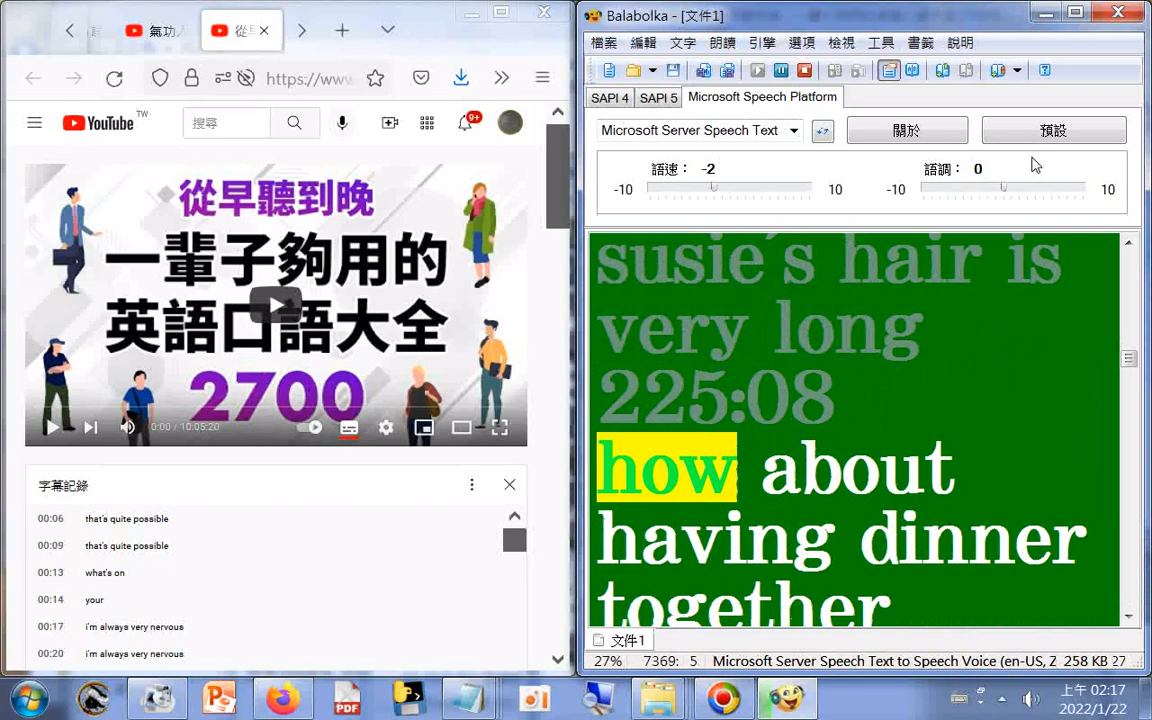 氣功
從
https://www
YouTube TW
搜尋
9+
從早聽到晚
一輩子夠用的
英語口語大全
2700
0:00 / 10:05:20
字幕記錄
00:06 that's quite possible
00:09 that's quite possible
00:13 what's on
00:14 your
00:17 i'm always very nervous
00:20 i'm always very nervous
Balabolka - [文件1]
檔案 編輯 文字 朗讀 引擎 選項 檢視 工具 書籤 說明
SAPI 4 SAPI 5 Microsoft Speech Platform
Microsoft Server Speech Text 關於 預設
語速： -2 語調： 0
-10 10 -10 10
susie´s hair is
very long
225:08
how about
having dinner
together
文件1
27% 7369: 5 Microsoft Server Speech Text to Speech Voice (en-US, Z 258 KB 27
PDF
上午 02:17
2022/1/22